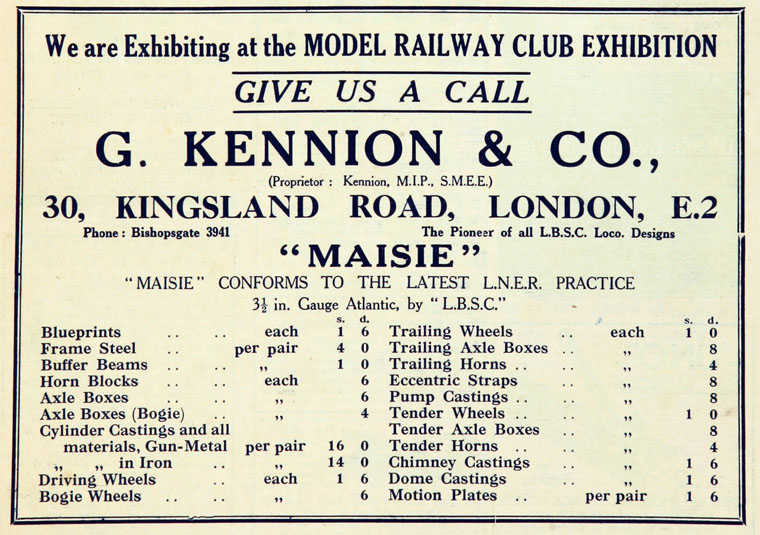 We are Exhibiting at the MODEL RAILWAY CLUB EXHIBITION
GIVE US A CALL
G. KENNION & CO.,
(Proprietor : Kennion, M.I.P., S.M.E.E.)
30, KINGSLAND ROAD, LONDON, E.2
Phone : Bishopsgate 3941 The Pioneer of all L.B.S.C. Loco. Designs
"MAISIE"
"MAISIE" CONFORMS TO THE LATEST L.N.E.R. PRACTICE
3½ in. Gauge Atlantic, by "L.B.S.C."
s. d.
Blueprints .. .. each 1 6
Frame Steel .. per pair 4 0
Buffer Beams .. ,, 1 0
Horn Blocks .. each 6
Axle Boxes .. .. ,, 6
Axle Boxes (Bogie) .. ,, 4
Cylinder Castings and all
materials, Gun-Metal per pair 16 0
,, ,, in Iron .. ,, 14 0
Driving Wheels .. each 1 6
Bogie Wheels .. .. ,, 6
s. d.
Trailing Wheels .. each 1 0
Trailing Axle Boxes .. ,, 8
Trailing Horns .. .. ,, 4
Eccentric Straps .. ,, 8
Pump Castings .. .. ,, 8
Tender Wheels .. ,, 1 0
Tender Axle Boxes .. ,, 8
Tender Horns .. ,, 4
Chimney Castings .. ,, 1 6
Dome Castings .. ,, 1 6
Motion Plates .. per pair 1 6